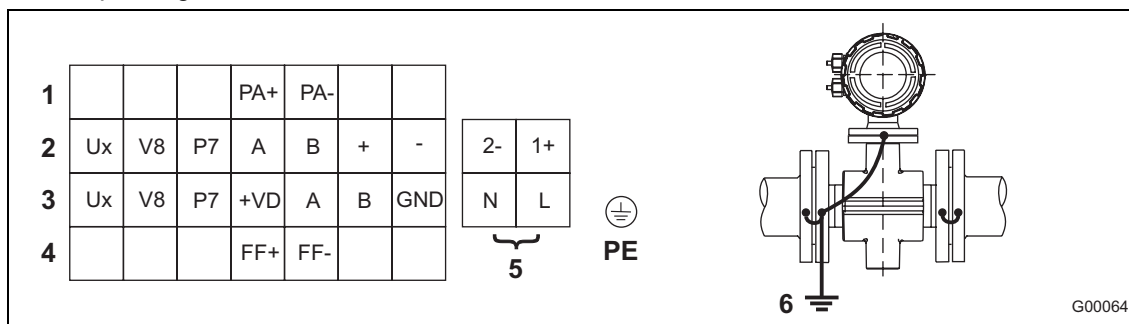 1 PA+ PA-
2 Ux V8 P7 A B + - 2- 1+
3 Ux V8 P7 +VD A B GND N L
4 FF+ FF-
5
PE
6
G00064